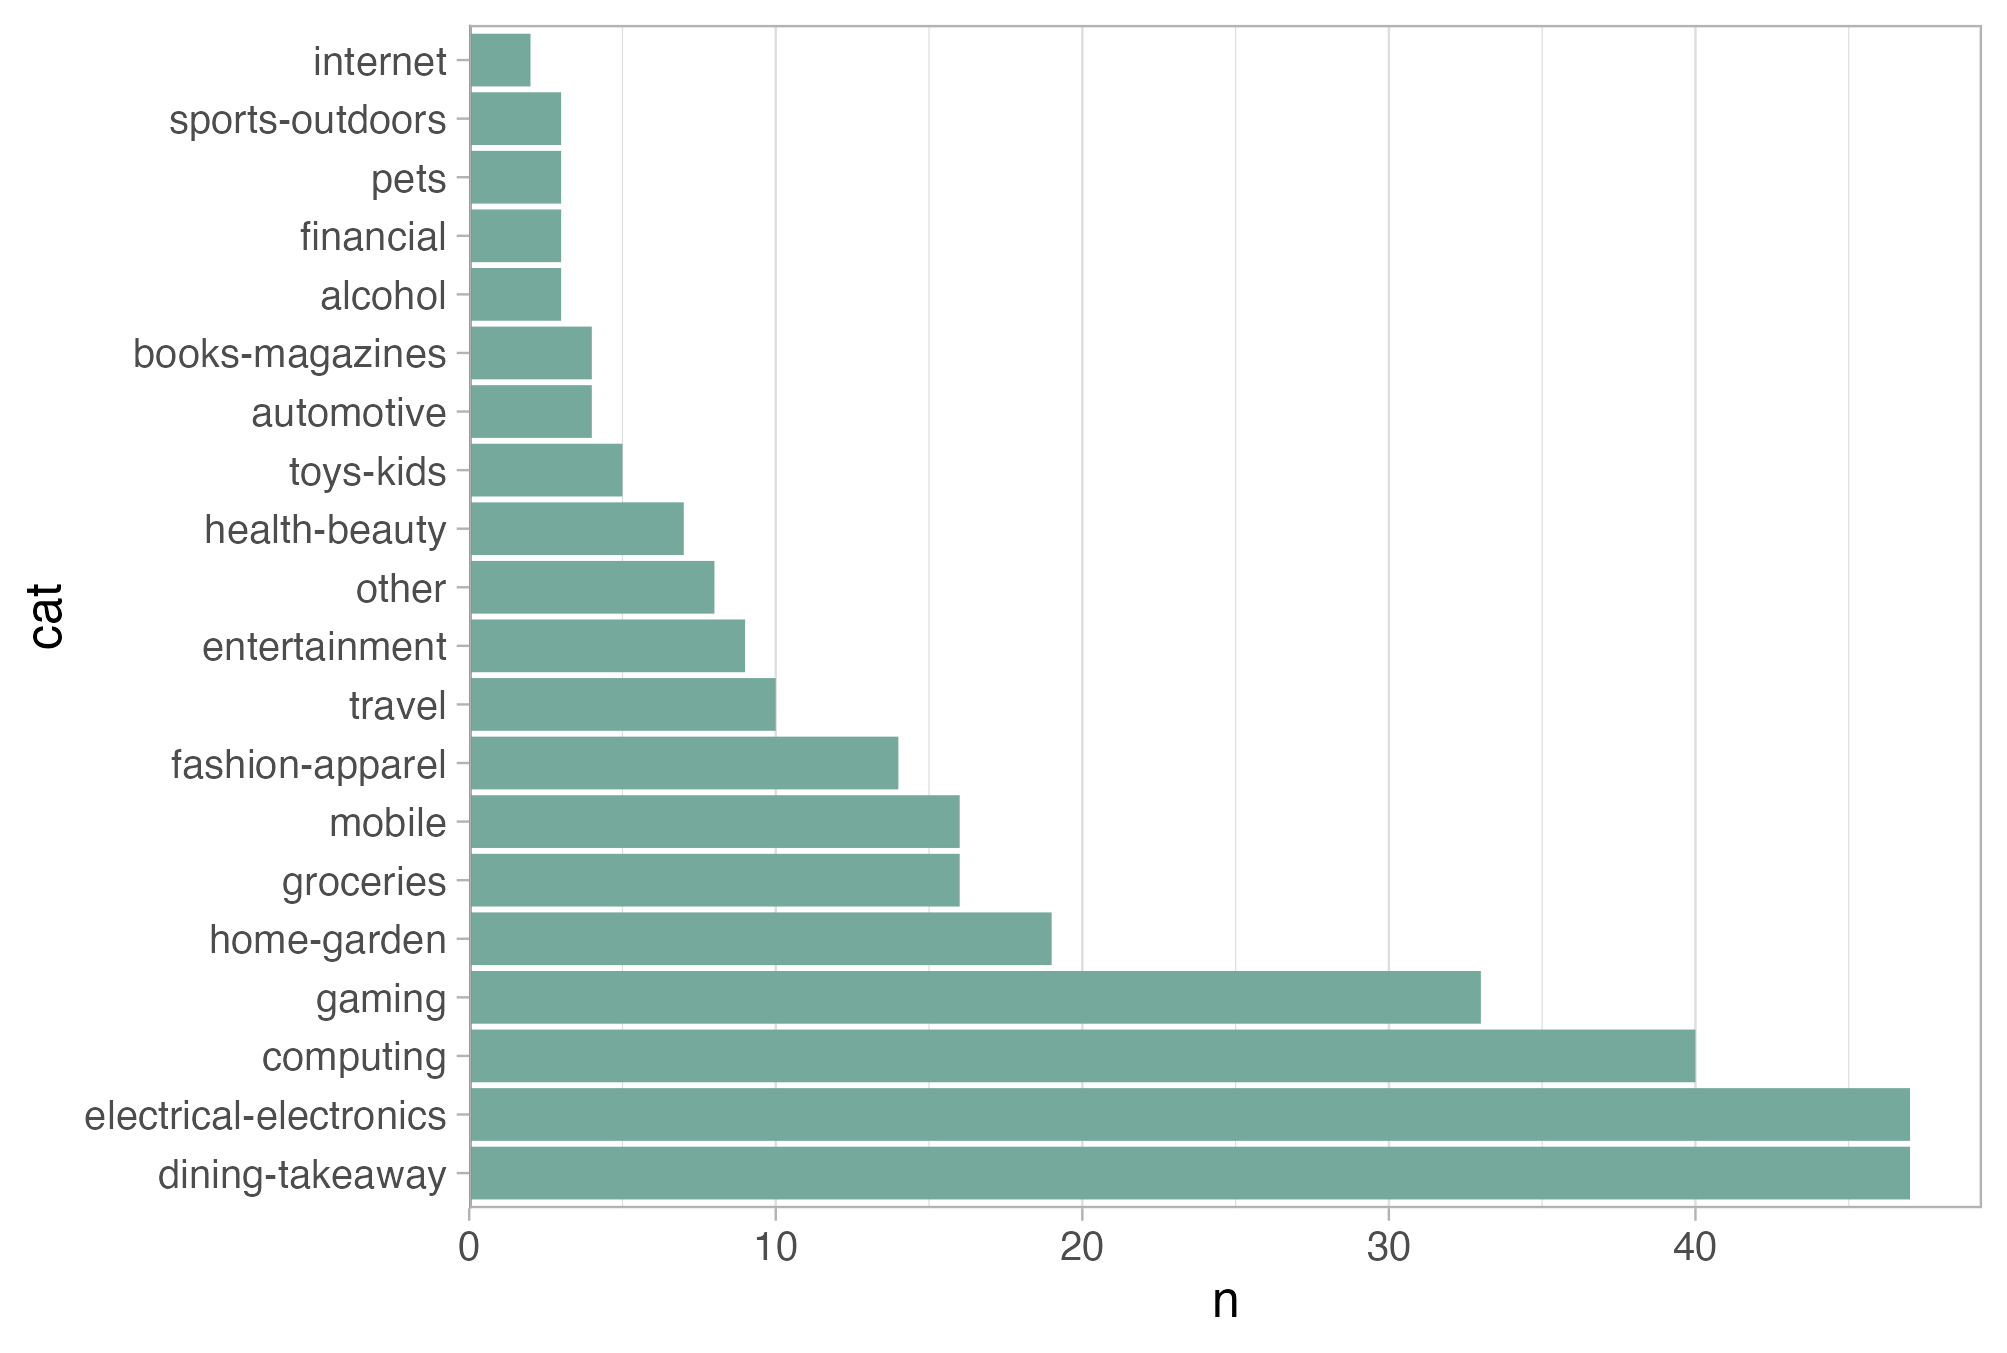 internet
sports-outdoors
pets
financial
alcohol
books-magazines
automotive
toys-kids
health-beauty
other
entertainment
travel
fashion-apparel
mobile
groceries
home-garden
gaming
computing
electrical-electronics
dining-takeaway
cat
0 10 20 30 40
n